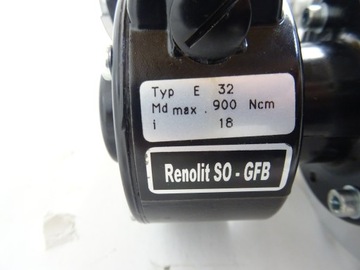 Typ E 32
Md max. 900 Ncm
i 18
Renolit SO - GFB